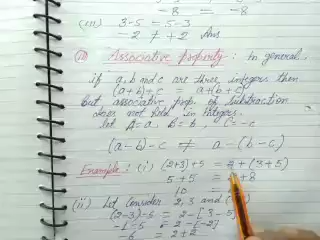 -8 = -8
(iii) 3-5 = 5-3
-2 ≠ +2 Ans
(ii) Associative property: In general
if a, b and c are three integers then
(a+b)+c = a+(b+c)
But associative prop. of subtraction
does not hold in integers.
let A=a, B=b, C=c
(a-b)-c ≠ a-(b-c)
Example: (i) (2+3)+5 = 2+(3+5)
5+5 = 2+8
10 =
(ii) Let Consider 2, 3 and
(2-3)-5 = 2-[3-5]
-1-5 = 2-[-2]
-6 = 2+2